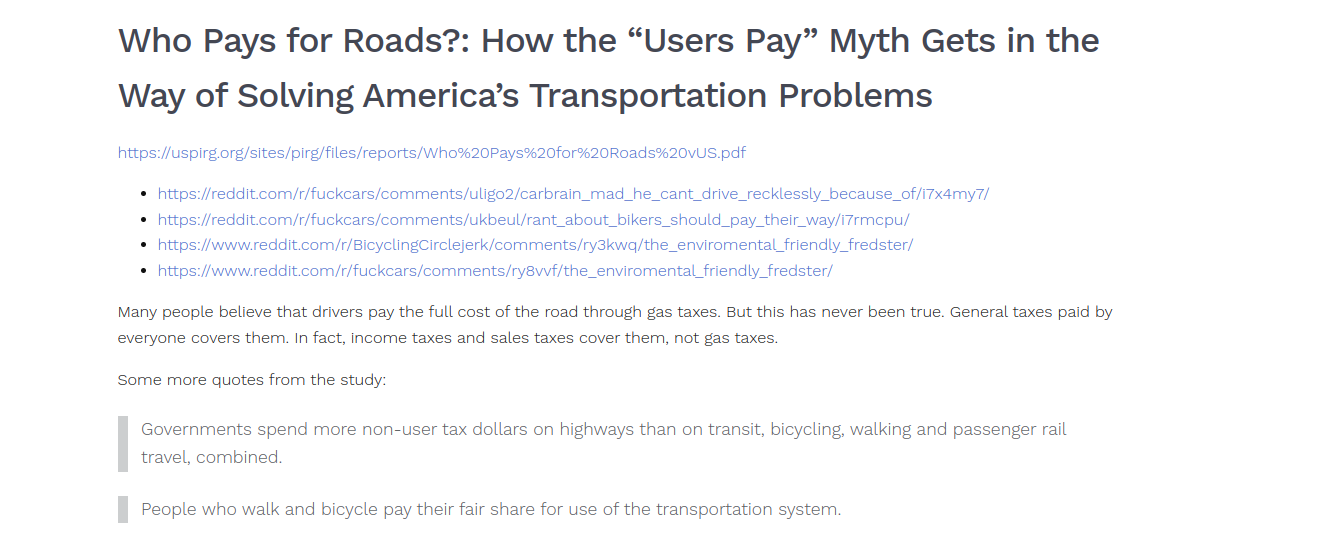 Who Pays for Roads?: How the “Users Pay” Myth Gets in the
Way of Solving America’s Transportation Problems
https://uspirg.org/sites/pirg/files/reports/Who%20Pays%20for%20Roads%20vUS.pdf
https://reddit.com/r/fuckcars/comments/uligo2/carbrain_mad_he_cant_drive_recklessly_because_of/i7x4my7/
https://reddit.com/r/fuckcars/comments/ukbeul/rant_about_bikers_should_pay_their_way/i7rmcpu/
https://www.reddit.com/r/BicyclingCirclejerk/comments/ry3kwq/the_enviromental_friendly_fredster/
https://www.reddit.com/r/fuckcars/comments/ry8vvf/the_enviromental_friendly_fredster/
Many people believe that drivers pay the full cost of the road through gas taxes. But this has never been true. General taxes paid by
everyone covers them. In fact, income taxes and sales taxes cover them, not gas taxes.
Some more quotes from the study:
Governments spend more non-user tax dollars on highways than on transit, bicycling, walking and passenger rail
travel, combined.
People who walk and bicycle pay their fair share for use of the transportation system.